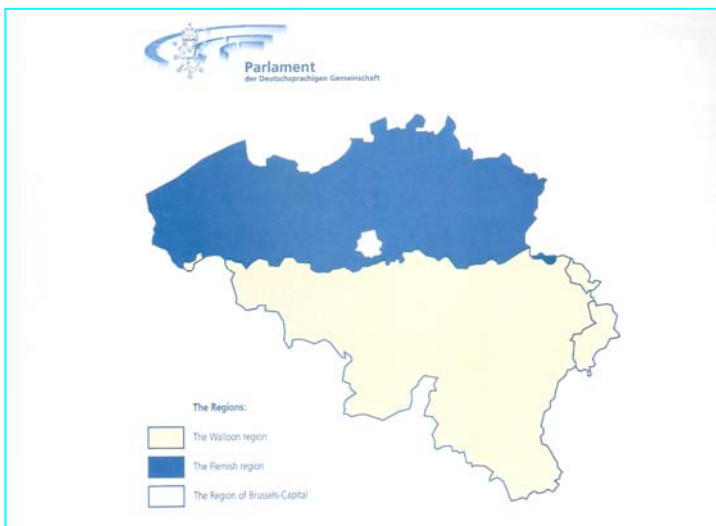 Parlament
der Deutschsprachigen Gemeinschaft
The Regions:
The Walloon region
The Flemish region
The Region of Brussels-Capital